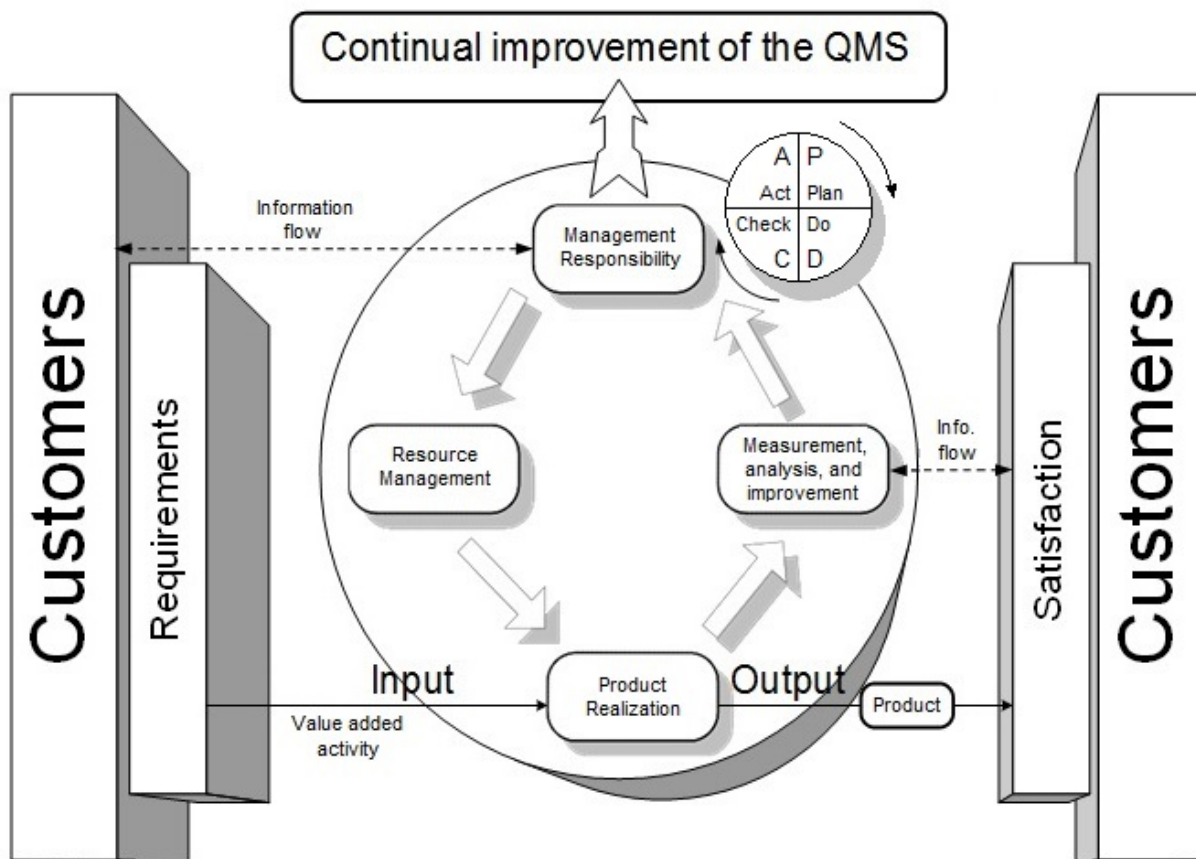 Continual improvement of the QMS
Customers
Requirements
Information
flow
Management
Responsibility
A P
Act Plan
Check Do
C D
Resource
Management
Measurement,
analysis, and
improvement
Info.
flow
Satisfaction
Customers
Input
Value added
activity
Product
Realization
Output
Product